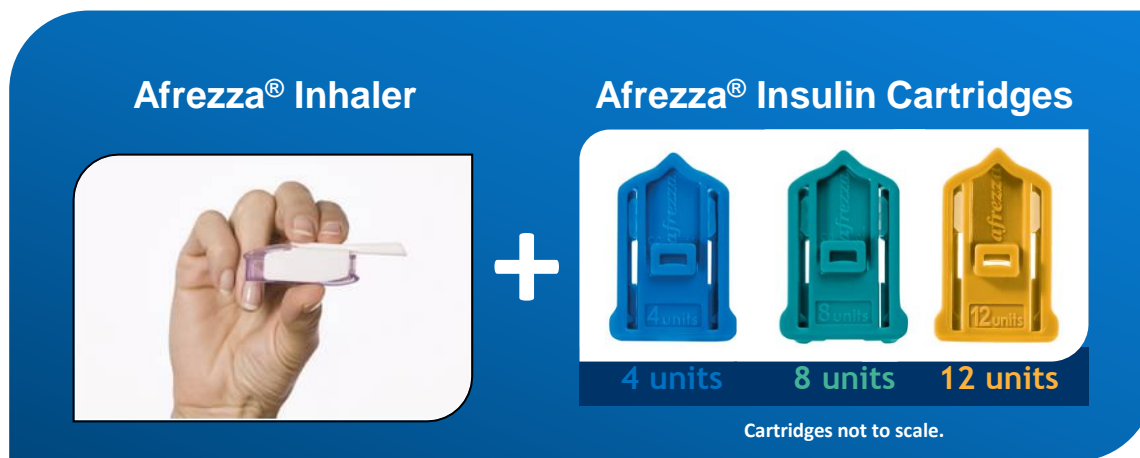 Afrezza® Inhaler
Afrezza® Insulin Cartridges
afrezza
afrezza
afrezza
4 units
8 units
12 units
4 units
8 units
12 units
Cartridges not to scale.